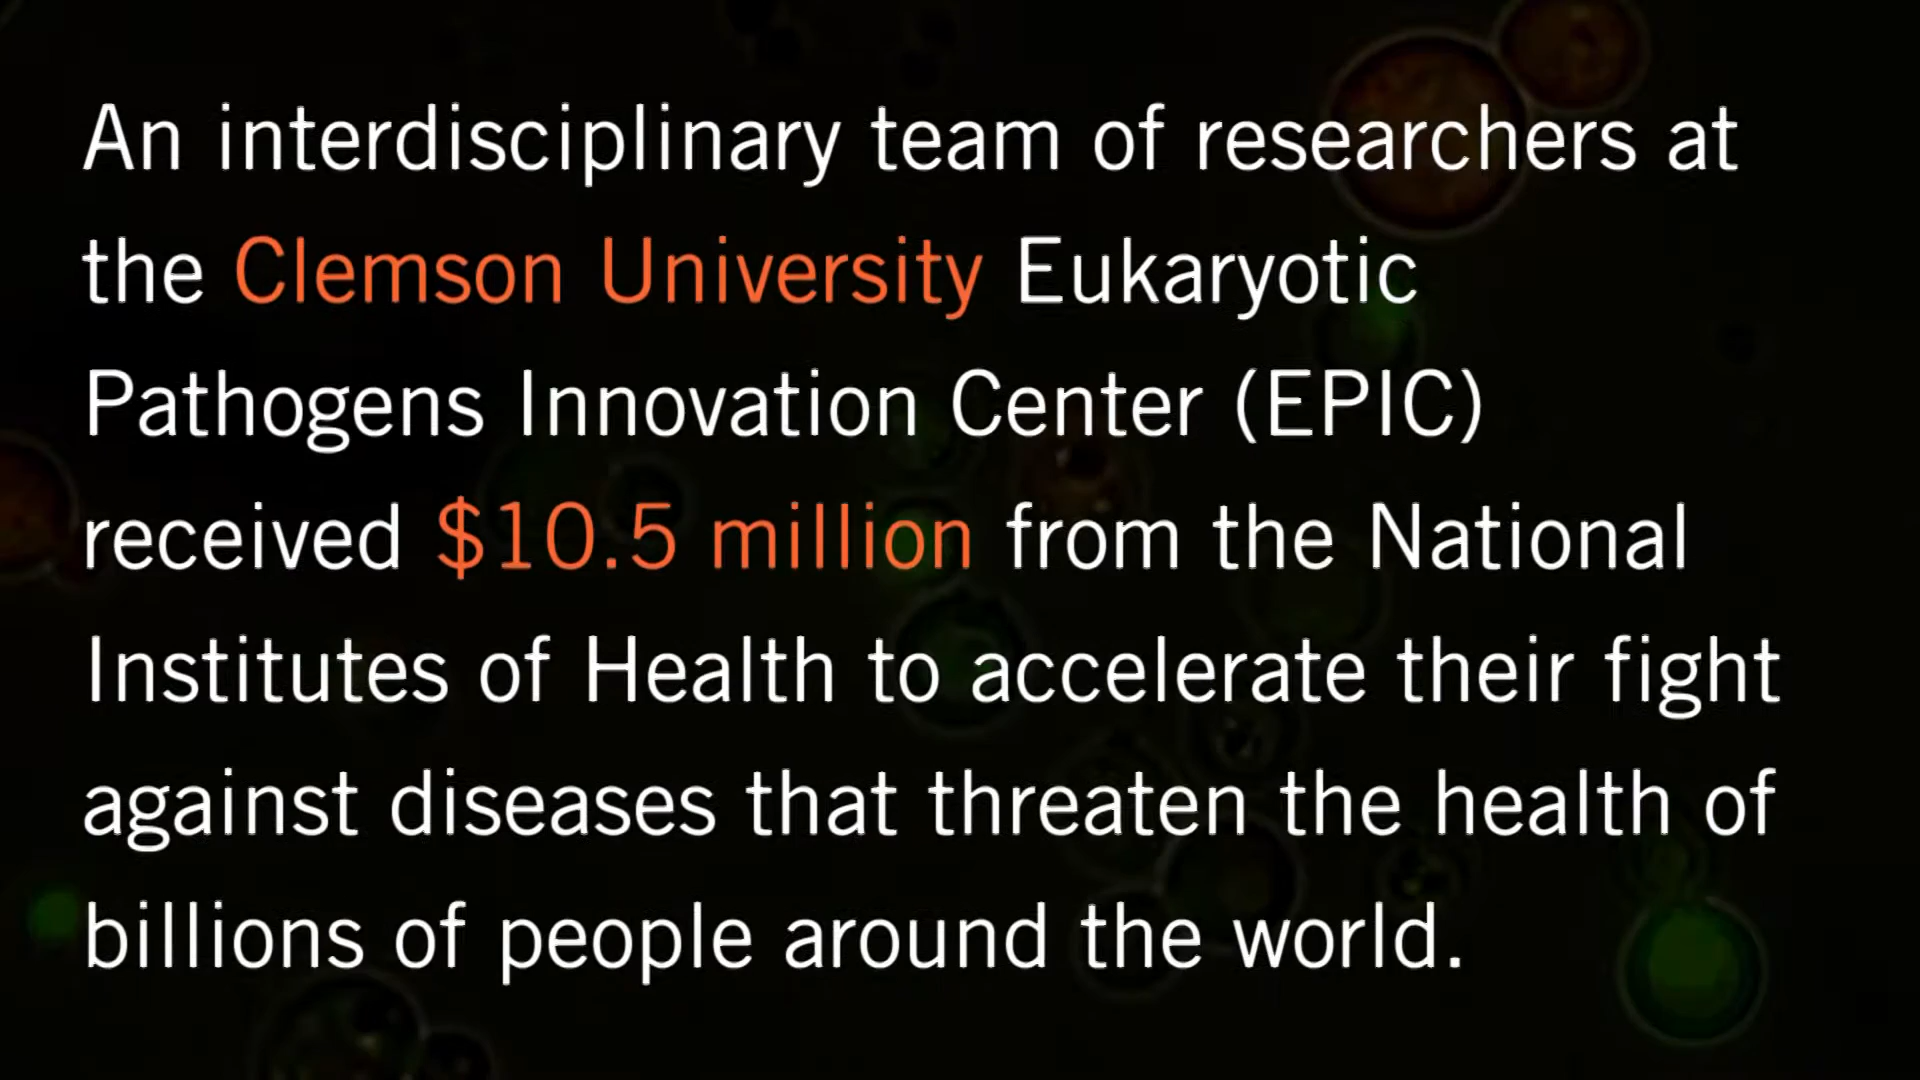 An interdisciplinary team of researchers at
the Clemson University Eukaryotic
Pathogens Innovation Center (EPIC)
received $10.5 million from the National
Institutes of Health to accelerate their fight
against diseases that threaten the health of
billions of people around the world.